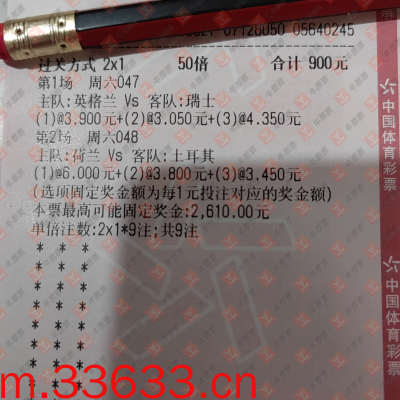 07120050 05640245
过关方式 2x1 50倍 合计 900元
第1场 周六047
主队:英格兰 Vs 客队:瑞士
(1)@3.900元+(2)@3.050元+(3)@4.350元
第2场 周六048
主队:荷兰 Vs 客队:土耳其
(1)@6.000元+(2)@3.800元+(3)@3.450元
(选项固定奖金额为每1元投注对应的奖金额)
本票最高可能固定奖金:2,610.00元
单倍注数:2x1*9注;共9注
中国体育彩票
中国体育彩票
m.33633.cn